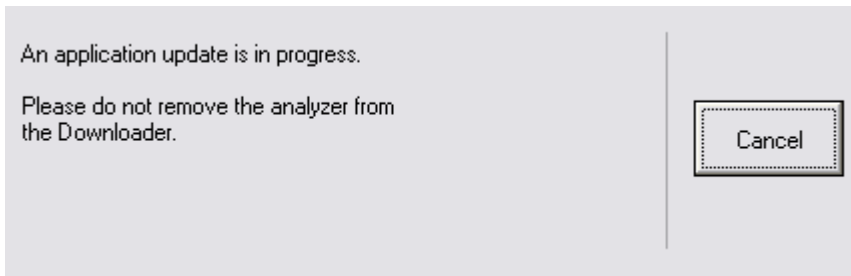 An application update is in progress.
Please do not remove the analyzer from
the Downloader.
Cancel